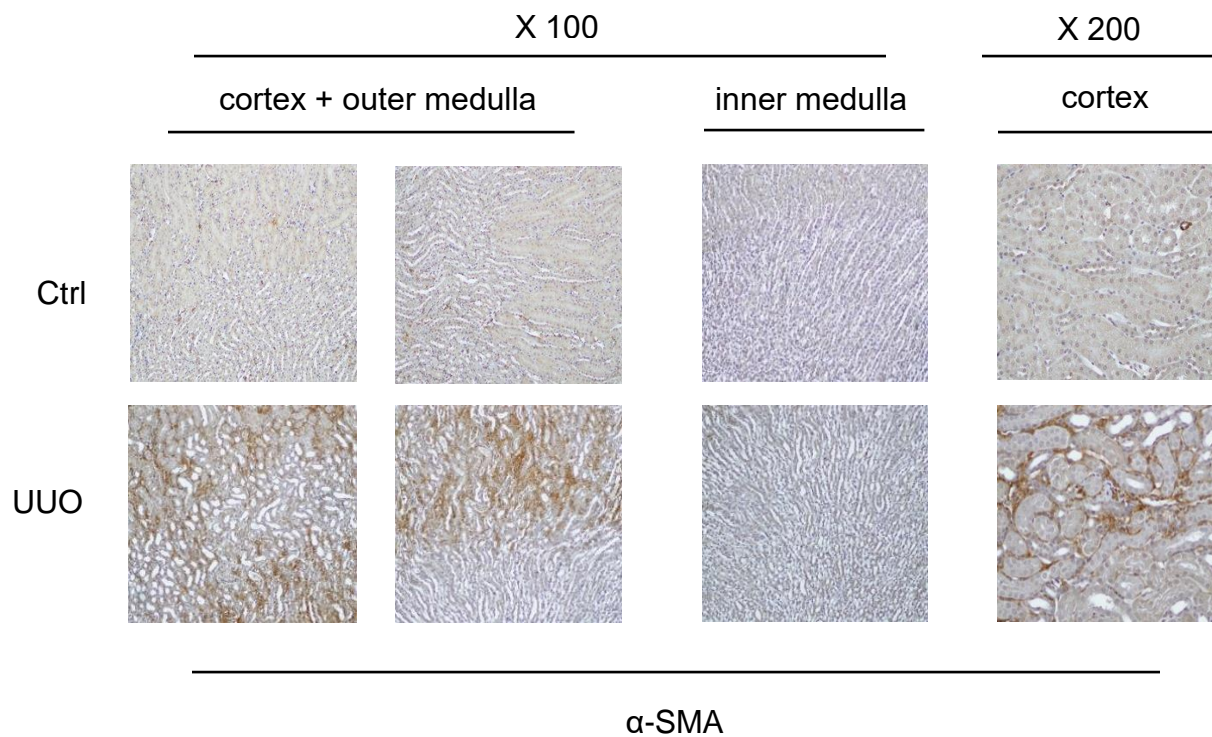 X 100
X 200
cortex + outer medulla
inner medulla
cortex
Ctrl
UUO
α-SMA